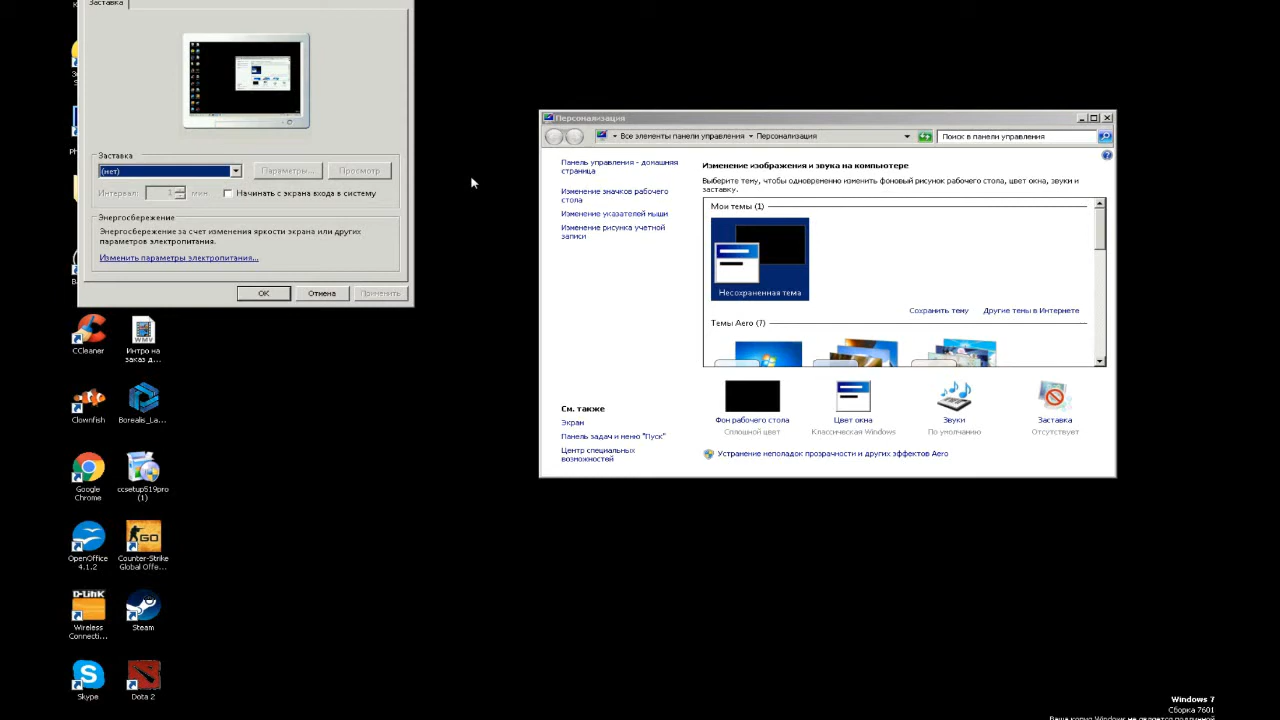 Заставка
Заставка
(нет)
Параметры...
Просмотр
Интервал:
мин.
Начинать с экрана входа в систему
Энергосбережение
Энергосбережение за счет изменения яркости экрана или других
параметров электропитания.
Изменить параметры электропитания...
OK
Отмена
Применить
CCleaner
Интро на
заказ д...
Clownfish
Borealis_La...
Google
Chrome
ccsetup519pro
(1)
OpenOffice
4.1.2
Counter-Strike
Global Offe...
D-Link
Wireless
Connecti...
Steam
Skype
Dota 2
Персонализация
Все элементы панели управления
Персонализация
Поиск в панели управления
Панель управления - домашняя
страница
Изменение значков рабочего
стола
Изменение указателей мыши
Изменение рисунка учетной
записи
См. также
Экран
Панель задач и меню "Пуск"
Центр специальных
возможностей
Изменение изображения и звука на компьютере
Выберите тему, чтобы одновременно изменить фоновый рисунок рабочего стола, цвет окна, звуки и
заставку.
Мои темы (1)
Несохраненная тема
Сохранить тему
Другие темы в Интернете
Темы Aero (7)
Фон рабочего стола
Сплошной цвет
Цвет окна
Классическая Windows
Звуки
По умолчанию
Заставка
Отсутствует
Устранение неполадок прозрачности и других эффектов Aero
Windows 7
Сборка 7601
Ваша копия Windows не является подлинной